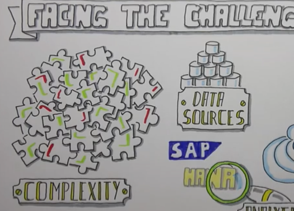 FACING THE CHALLENG
DATA
SOURCES
SAP
HANA
COMPLEXITY